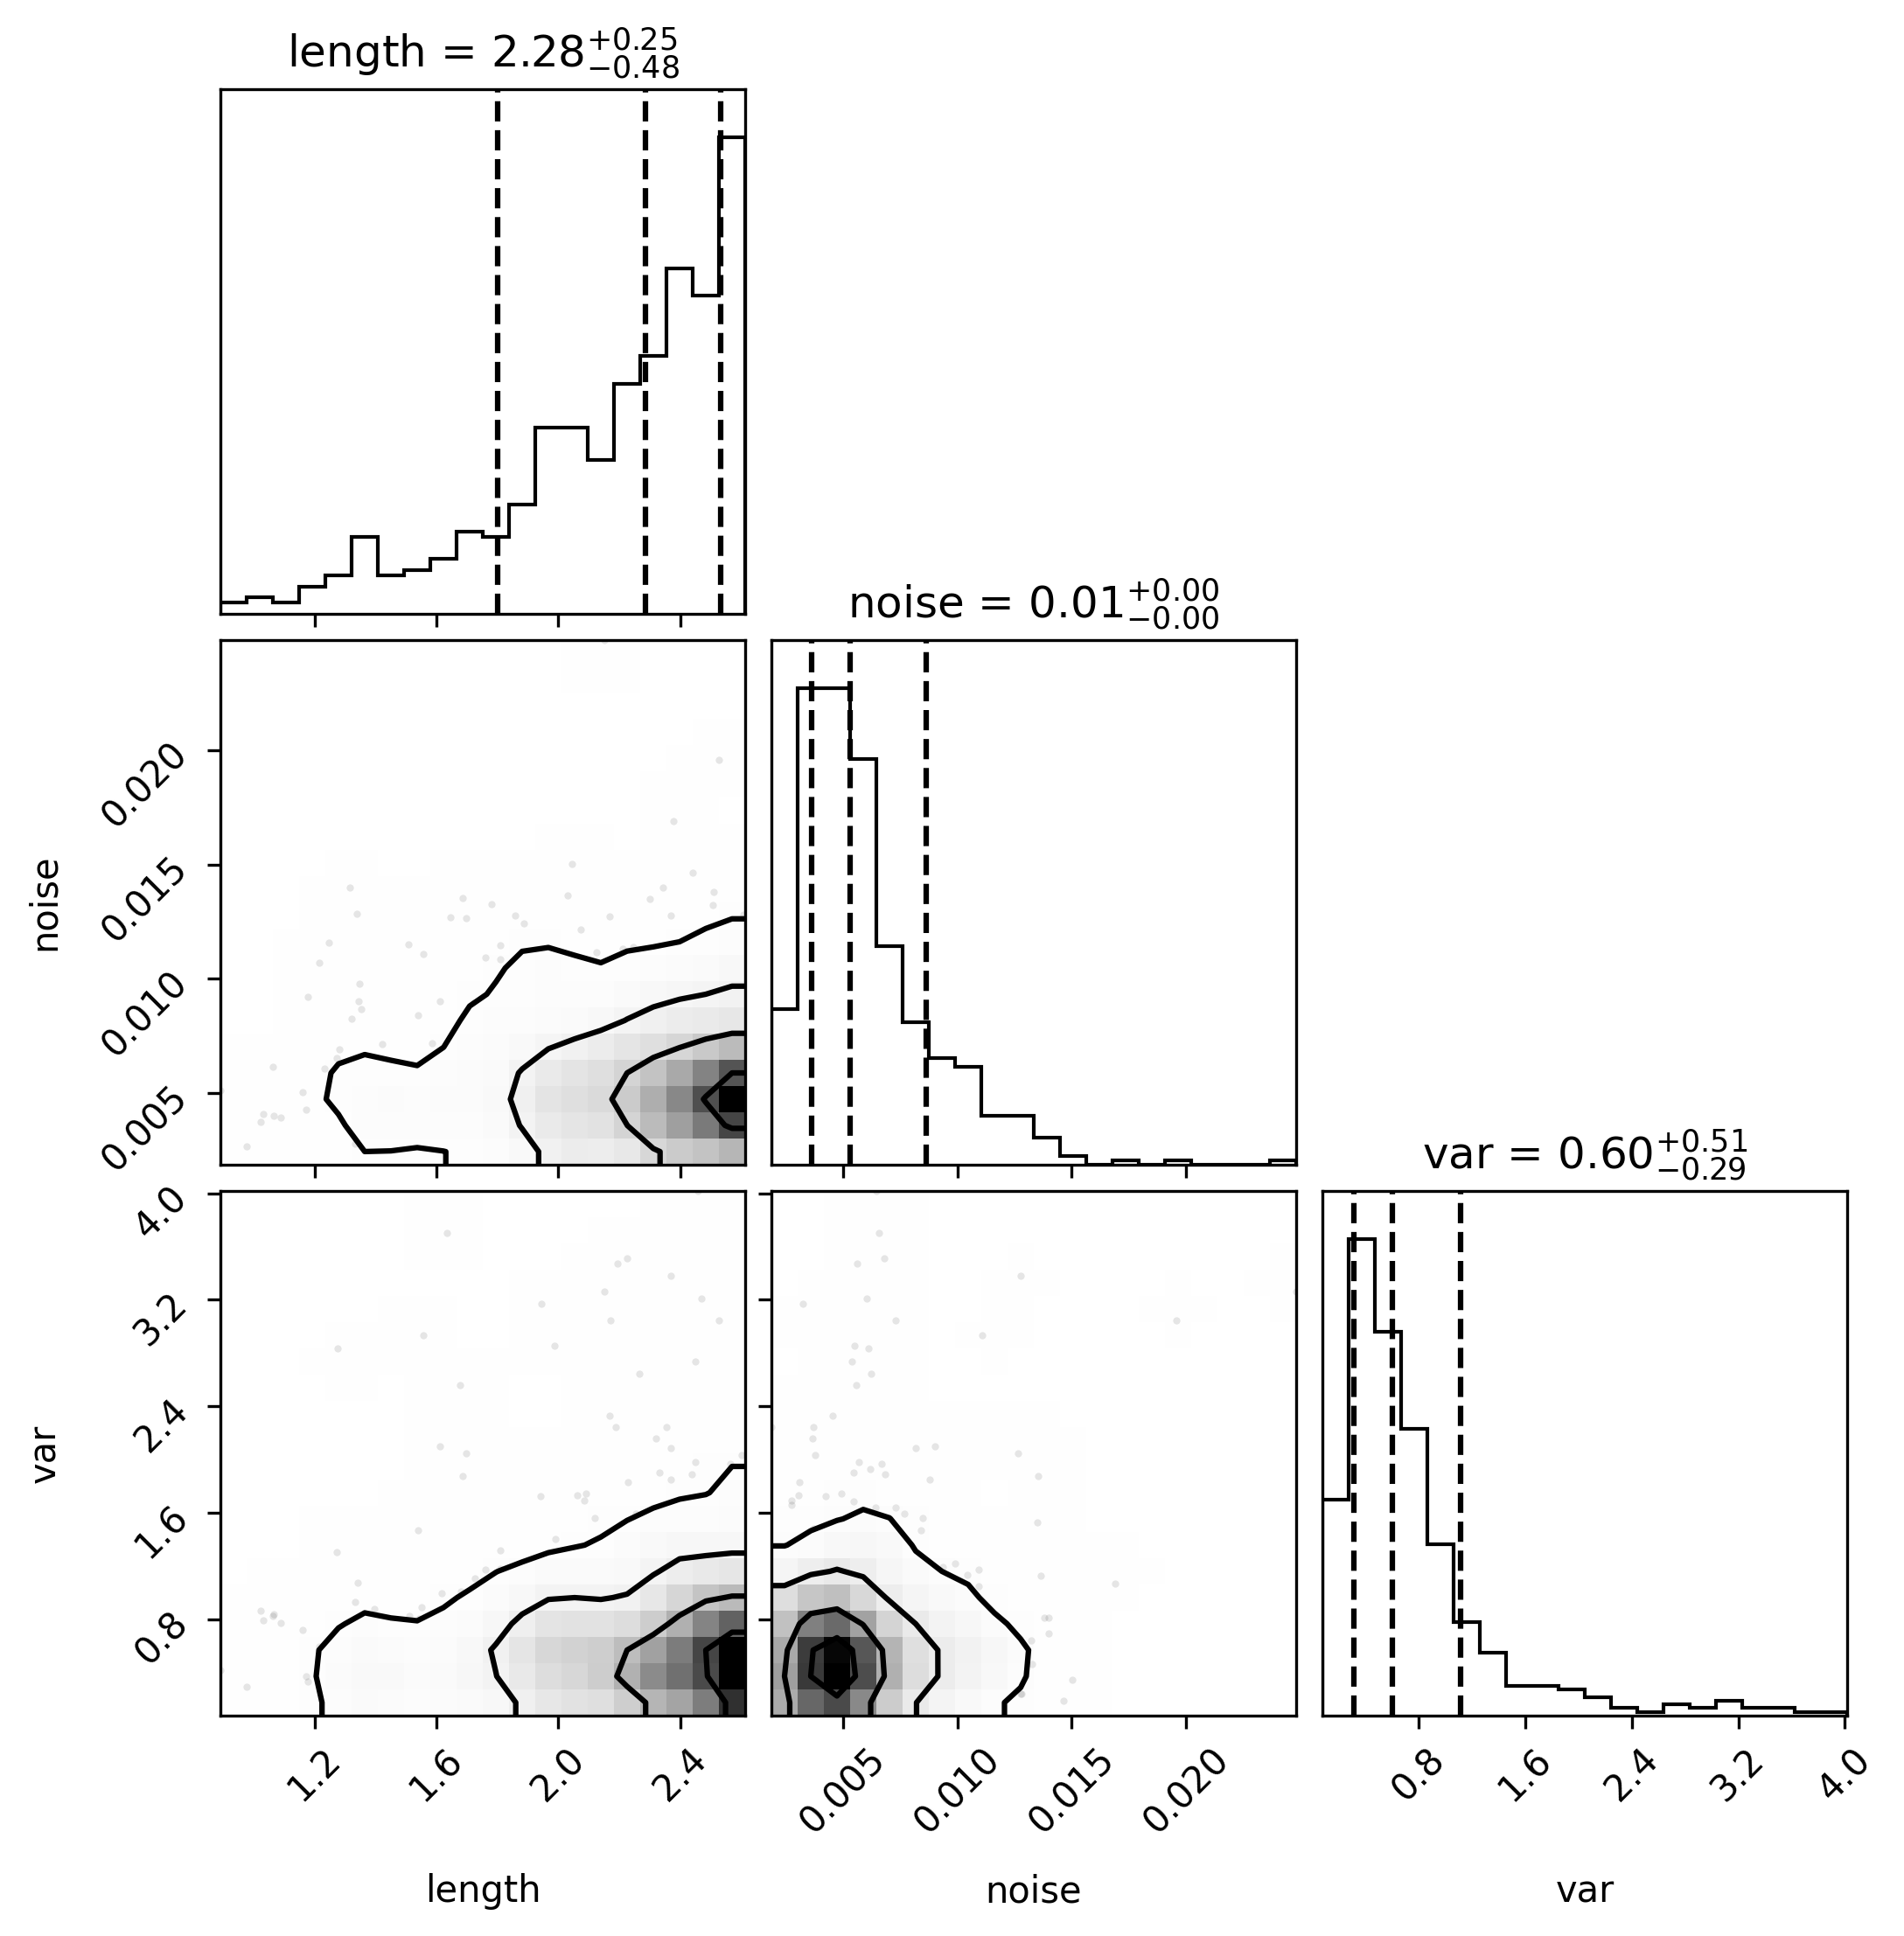 length = 2.28+0.25 −0.48
noise = 0.01+0.00 −0.00
0.020
0.015
0.010
0.005
noise
var = 0.60+0.51 −0.29
4.0
3.2
2.4
1.6
0.8
var
1.2 1.6 2.0 2.4 0.005 0.010 0.015 0.020 0.8 1.6 2.4 3.2 4.0
length noise var